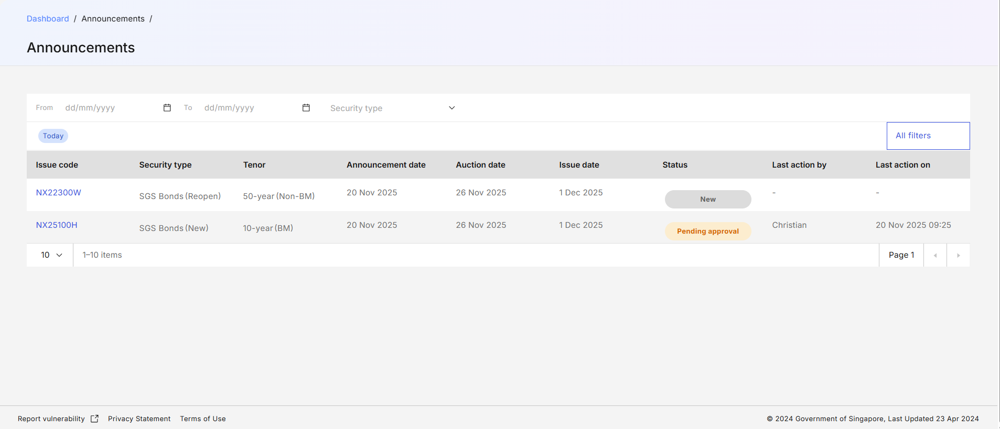 Dashboard / Announcements /
Announcements
From dd/mm/yyyy To dd/mm/yyyy Security type
Today All filters
Issue code Security type Tenor Announcement date Auction date Issue date Status Last action by Last action on
NX22300W SGS Bonds (Reopen) 50-year (Non-BM) 20 Nov 2025 26 Nov 2025 1 Dec 2025 New - -
NX25100H SGS Bonds (New) 10-year (BM) 20 Nov 2025 26 Nov 2025 1 Dec 2025 Pending approval Christian 20 Nov 2025 09:25
10 1–10 items Page 1
Report vulnerability Privacy Statement Terms of Use © 2024 Government of Singapore, Last Updated 23 Apr 2024